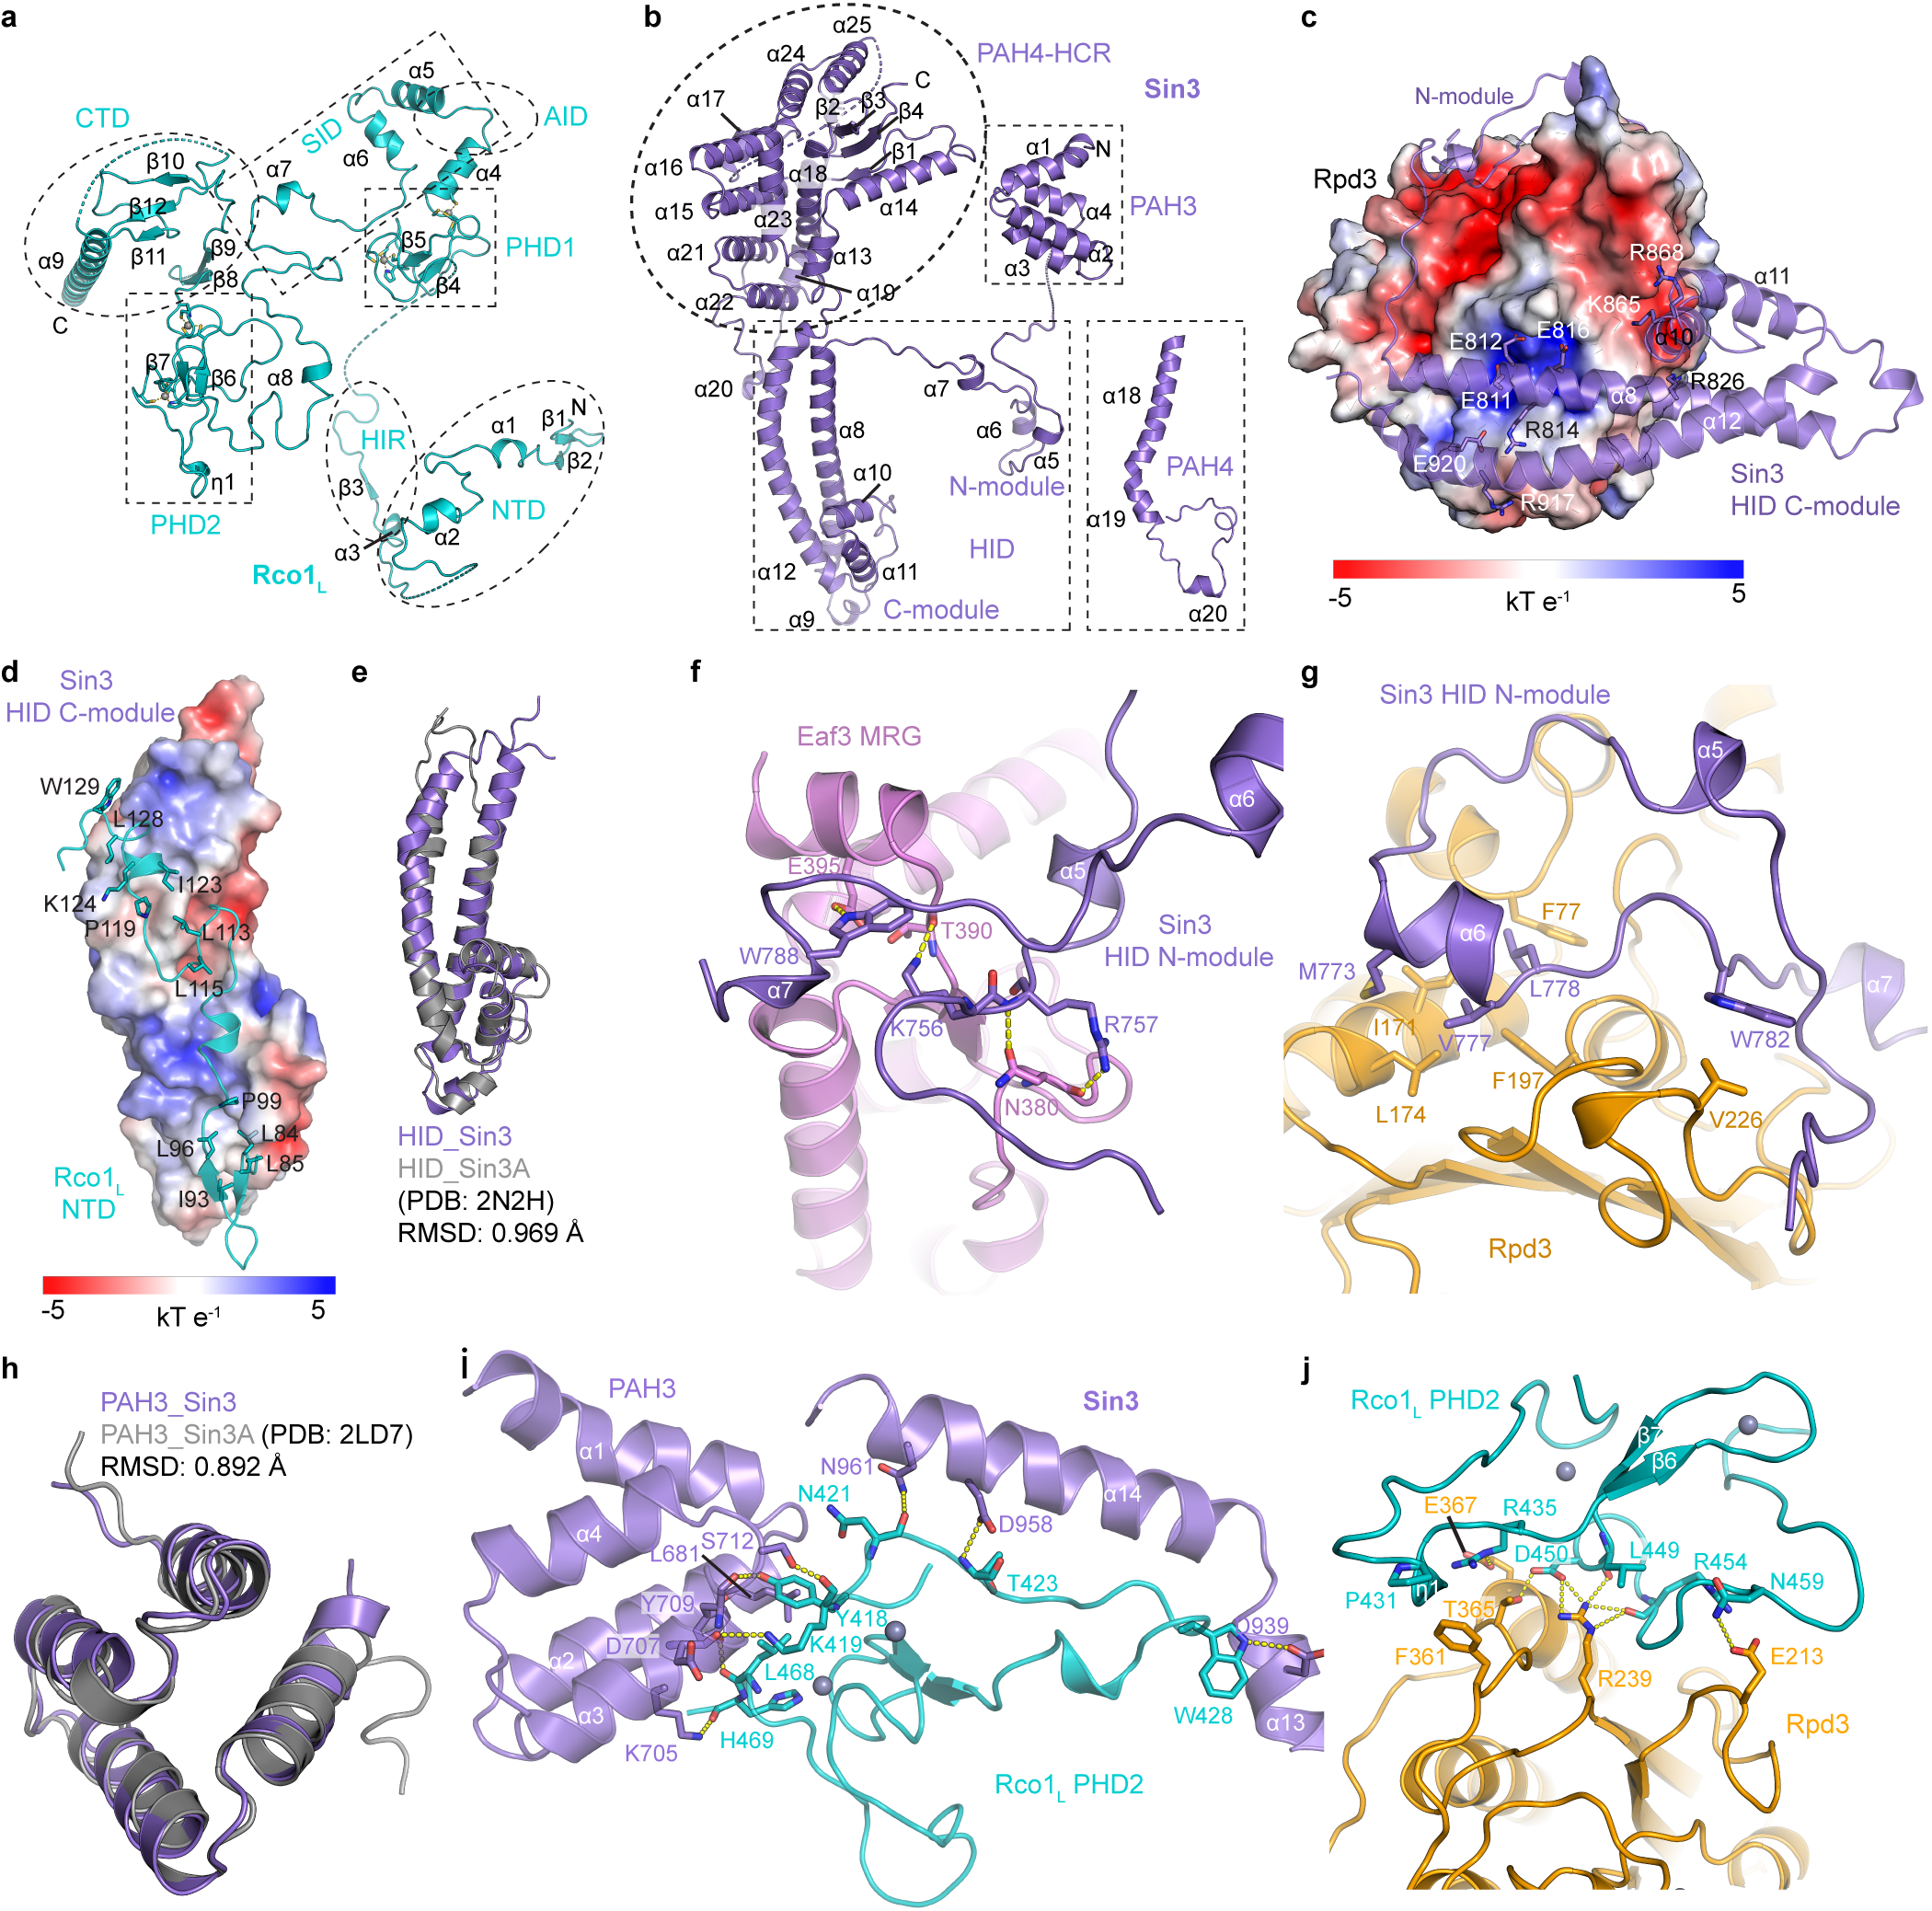 a
α5
CTD
SID
AID
β10
α7
α6
α4
β12
β5
PHD1
α9
β11
β9
β8
β4
C
β7
β6
α8
HIR
α1
β1
N
β2
β3
η1
NTD
PHD2
α3
α2
Rco1L
b
α25
α24
PAH4-HCR
C
Sin3
α17
β2
β3
β4
α16
β1
α1
N
α18
α15
α14
α4
PAH3
α23
α21
α13
α3
α2
α22
α19
α20
α7
α18
α8
α6
α5
PAH4
α10
N-module
α19
HID
α12
α11
C-module
α9
α20
c
N-module
Rpd3
R868
α11
K865
E812
E816
α10
R826
E811
α8
α12
R814
E920
Sin3
R917
HID C-module
-5
kT e-1
5
d
Sin3
HID C-module
W129
L128
I123
K124
P119
L113
L115
P99
L96
L84
L85
Rco1L
NTD
I93
-5
kT e-1
5
e
HID_Sin3
HID_Sin3A
(PDB: 2N2H)
RMSD: 0.969 Å
f
Eaf3 MRG
α6
E395
α5
T390
Sin3
HID N-module
W788
α7
K756
R757
N380
g
Sin3 HID N-module
α5
F77
α6
M773
L778
α7
I171
V777
W782
F197
L174
V226
Rpd3
h
PAH3_Sin3
PAH3_Sin3A (PDB: 2LD7)
RMSD: 0.892 Å
i
PAH3
Sin3
α1
N961
N421
α14
α4
S712
D958
L681
T423
Y709
Y418
D707
K419
α2
L468
D939
α3
W428
H469
α13
K705
Rco1L PHD2
j
Rco1L PHD2
β7
β6
E367
R435
D450
L449
R454
N459
P431
η1
T365
F361
R239
E213
Rpd3